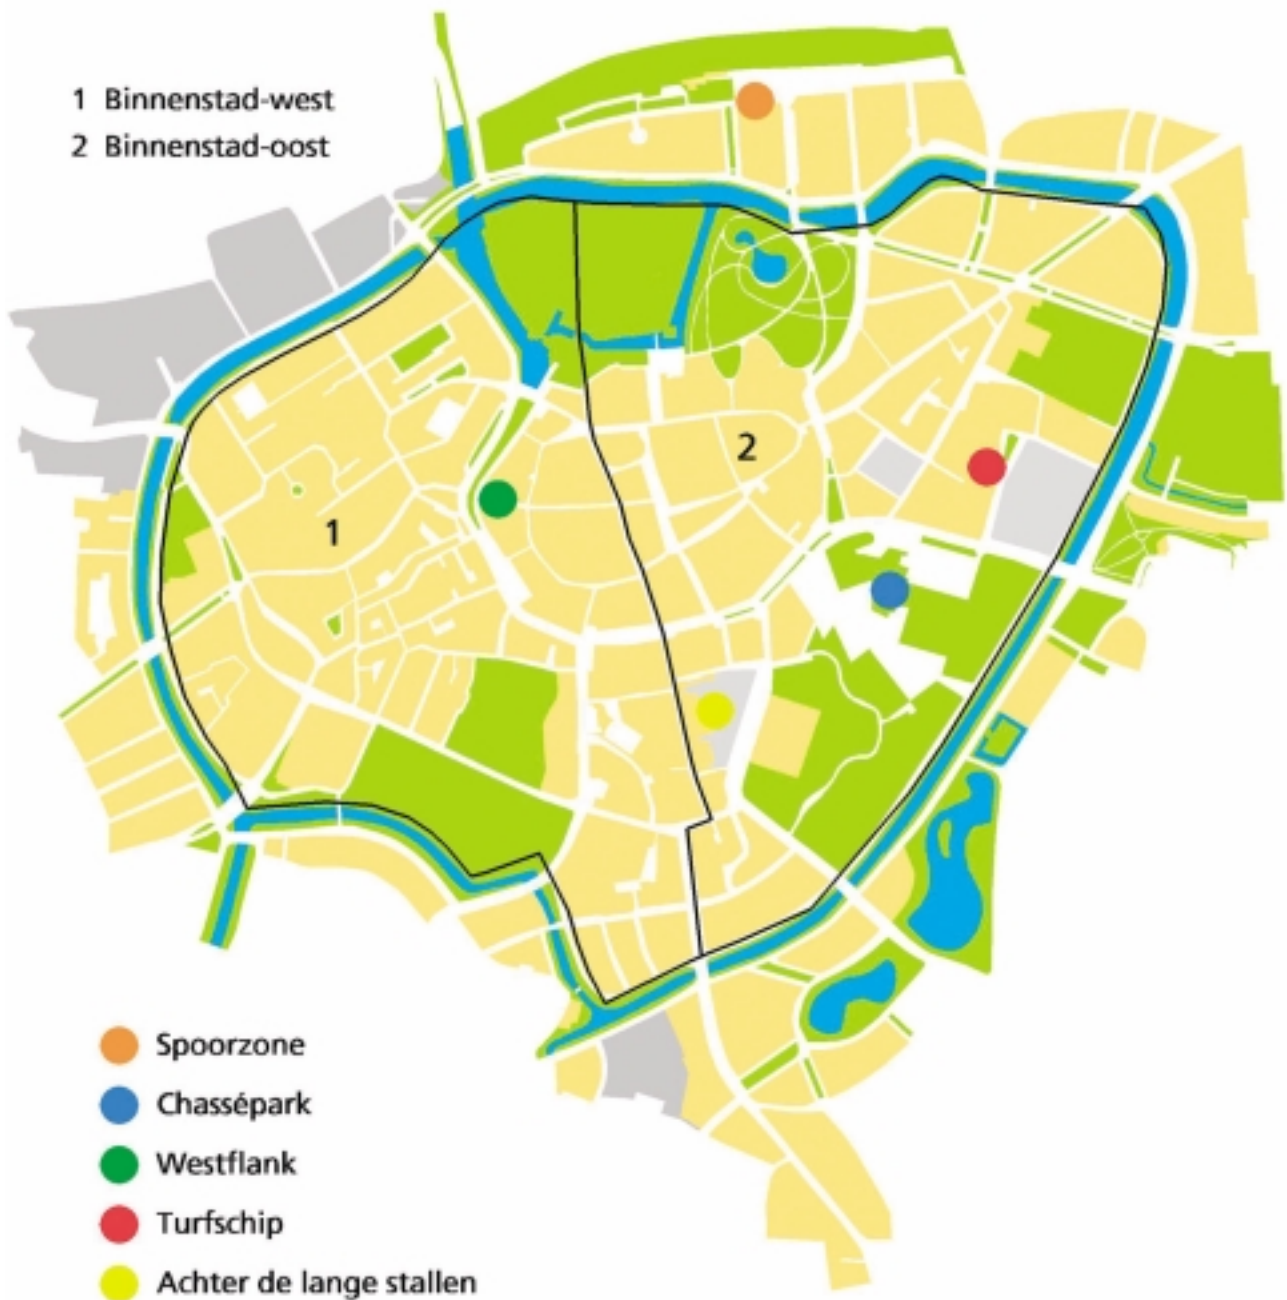 1 Binnenstad-west
2 Binnenstad-oost
2
1
Spoorzone
Chassépark
Westflank
Turfschip
Achter de lange stallen